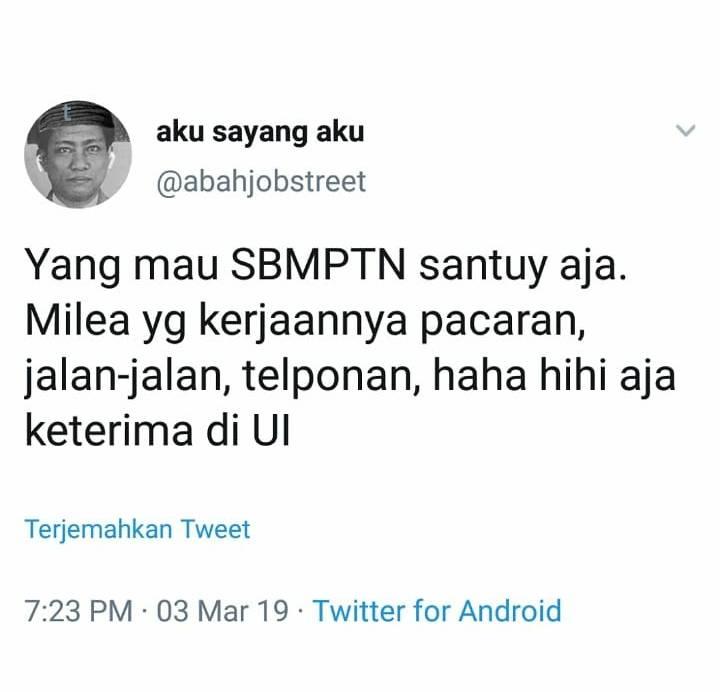 aku sayang aku
@abahjobstreet
Yang mau SBMPTN santuy aja.
Milea yg kerjaannya pacaran,
jalan-jalan, telponan, haha hihi aja
keterima di UI
Terjemahkan Tweet
7:23 PM · 03 Mar 19 · Twitter for Android